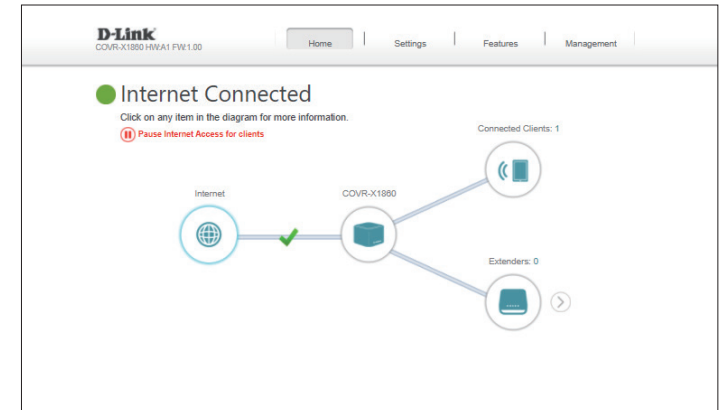 D-Link
COVR-X1860 HW:A1 FW:1.00
Home Settings Features Management
Internet Connected
Click on any item in the diagram for more information.
Pause Internet Access for clients
Connected Clients: 1
Internet
COVR-X1860
Extenders: 0